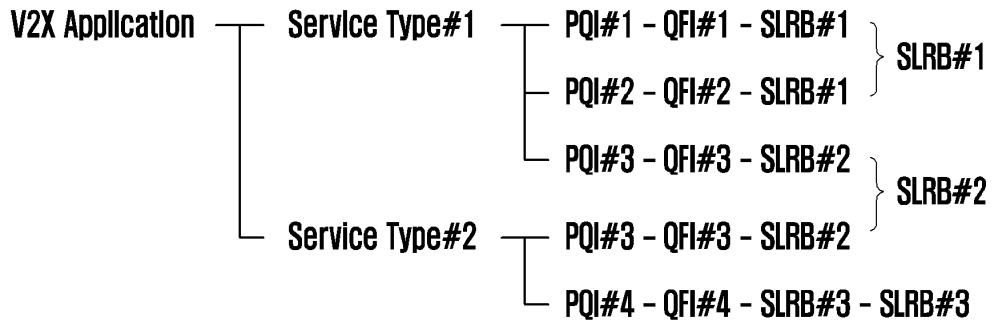 V2X Application
Service Type#1
PQI#1 - QFI#1 - SLRB#1
PQI#2 - QFI#2 - SLRB#1
SLRB#1
PQI#3 - QFI#3 - SLRB#2
SLRB#2
Service Type#2
PQI#3 - QFI#3 - SLRB#2
PQI#4 - QFI#4 - SLRB#3 - SLRB#3